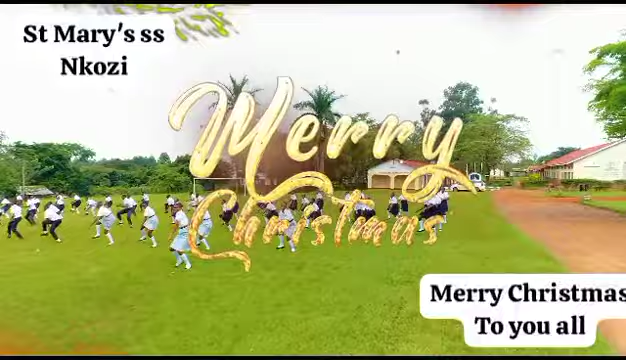 St Mary's ss
Nkozi
Merry
Christmas
Merry Christmas
To you all